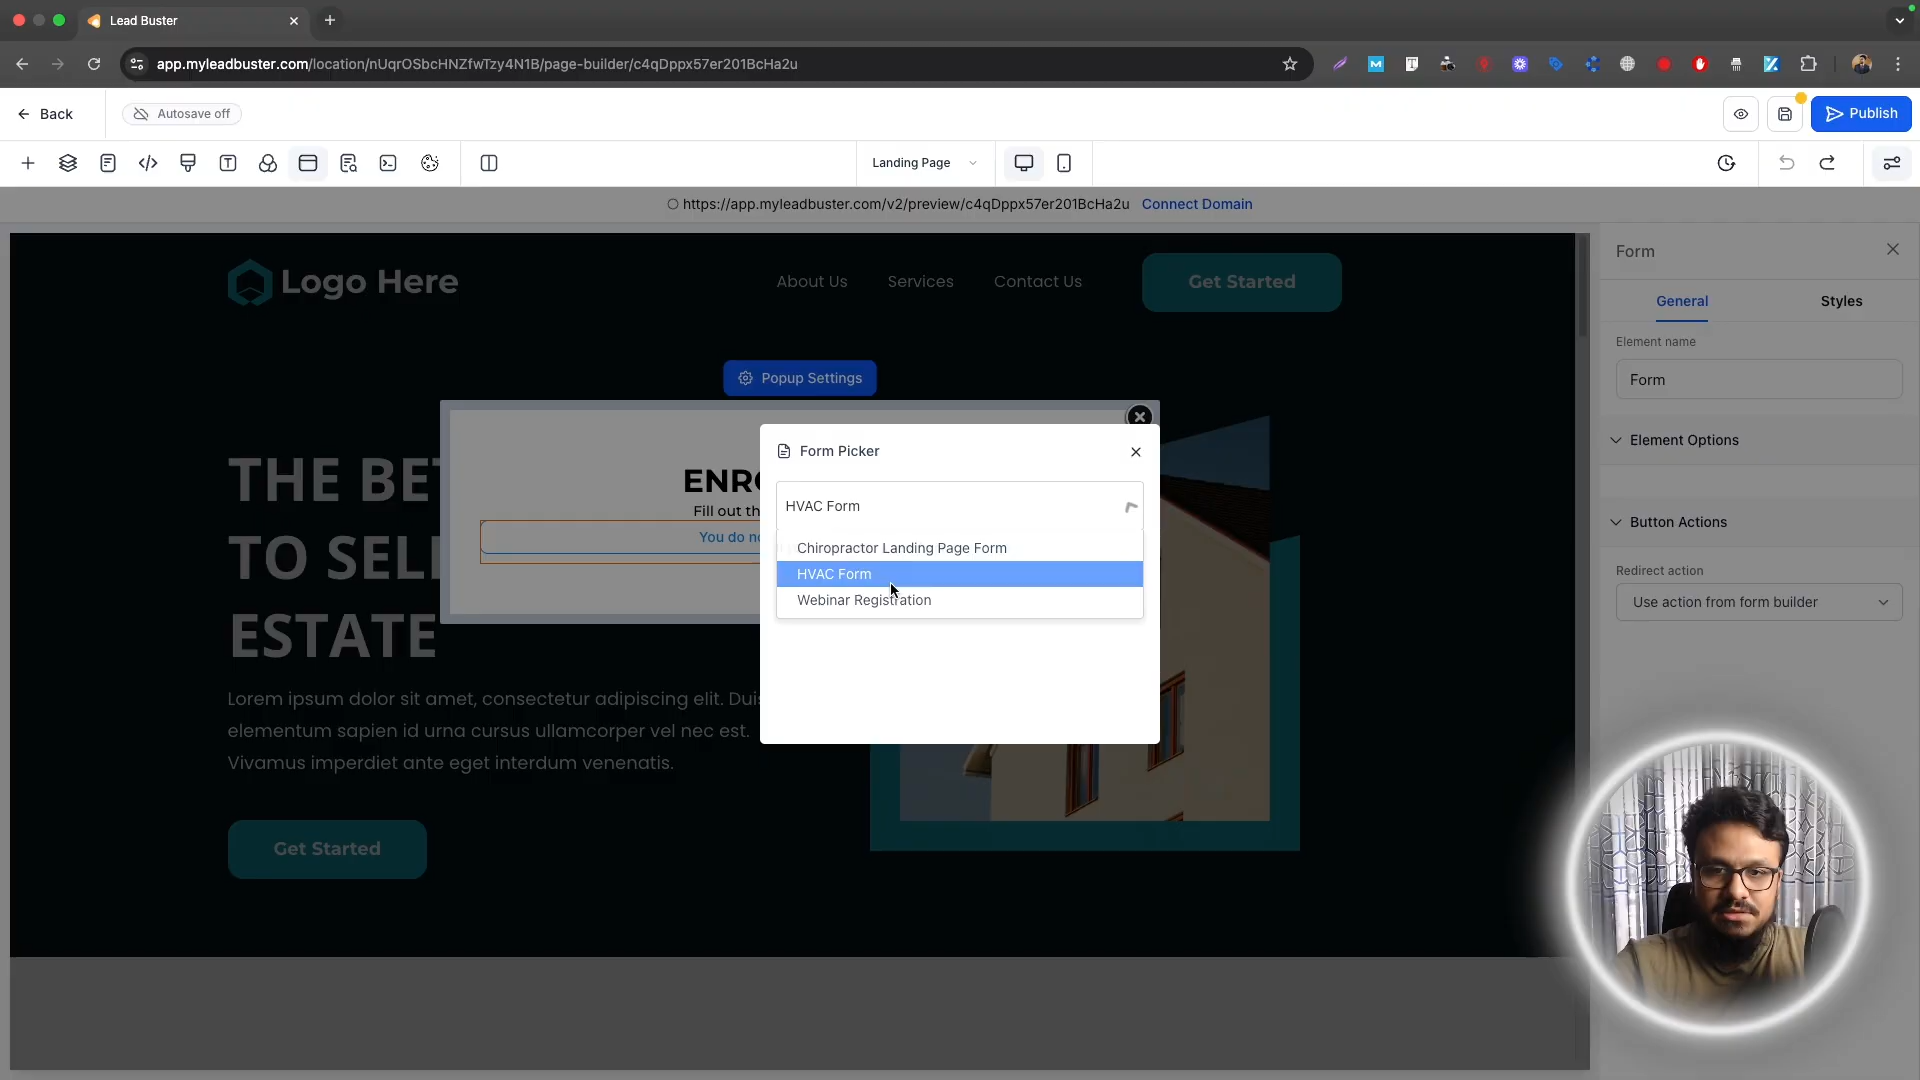 Lead Buster
app.myleadbuster.com/location/nUqrOSbcHNZfwTzy4N1B/page-builder/c4qDppx57er201BcHa2u
Back
Autosave off
Publish
Landing Page
https://app.myleadbuster.com/v2/preview/c4qDppx57er201BcHa2u Connect Domain
Logo Here
About Us
Services
Contact Us
Get Started
Popup Settings
THE BE
TO SELL
ESTATE
ENR
Fill out th
You do no
Form Picker
HVAC Form
Chiropractor Landing Page Form
HVAC Form
Webinar Registration
Lorem ipsum dolor sit amet, consectetur adipiscing elit. Duis
elementum sapien id urna cursus ullamcorper vel nec est.
Vivamus imperdiet ante eget interdum venenatis.
Get Started
Form
General
Styles
Element name
Form
Element Options
Button Actions
Redirect action
Use action from form builder